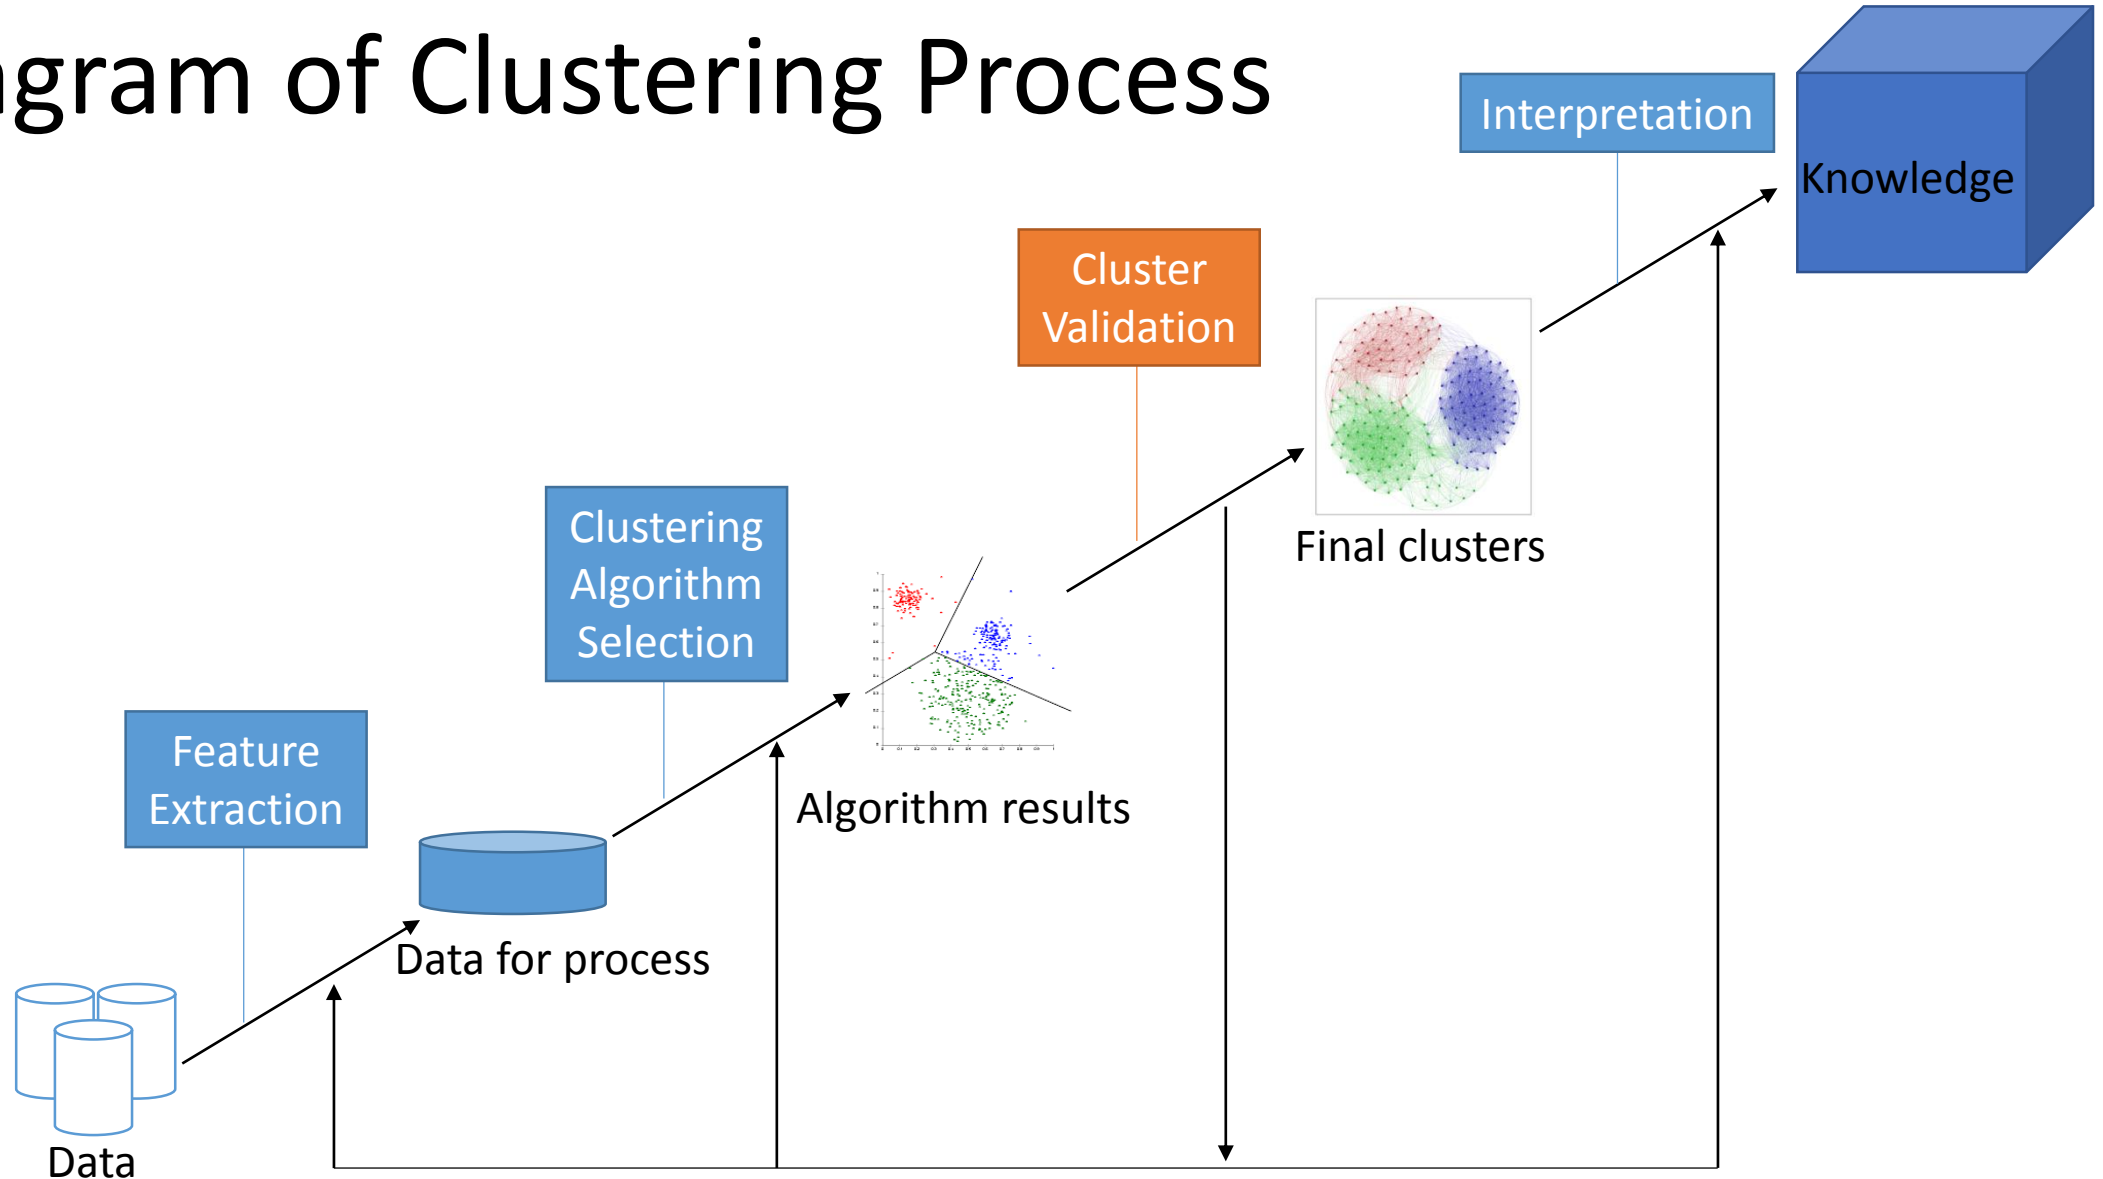 agram of Clustering Process
Interpretation
Knowledge
Cluster
Validation
Final clusters
Clustering
Algorithm
Selection
Algorithm results
Feature
Extraction
Data for process
Data